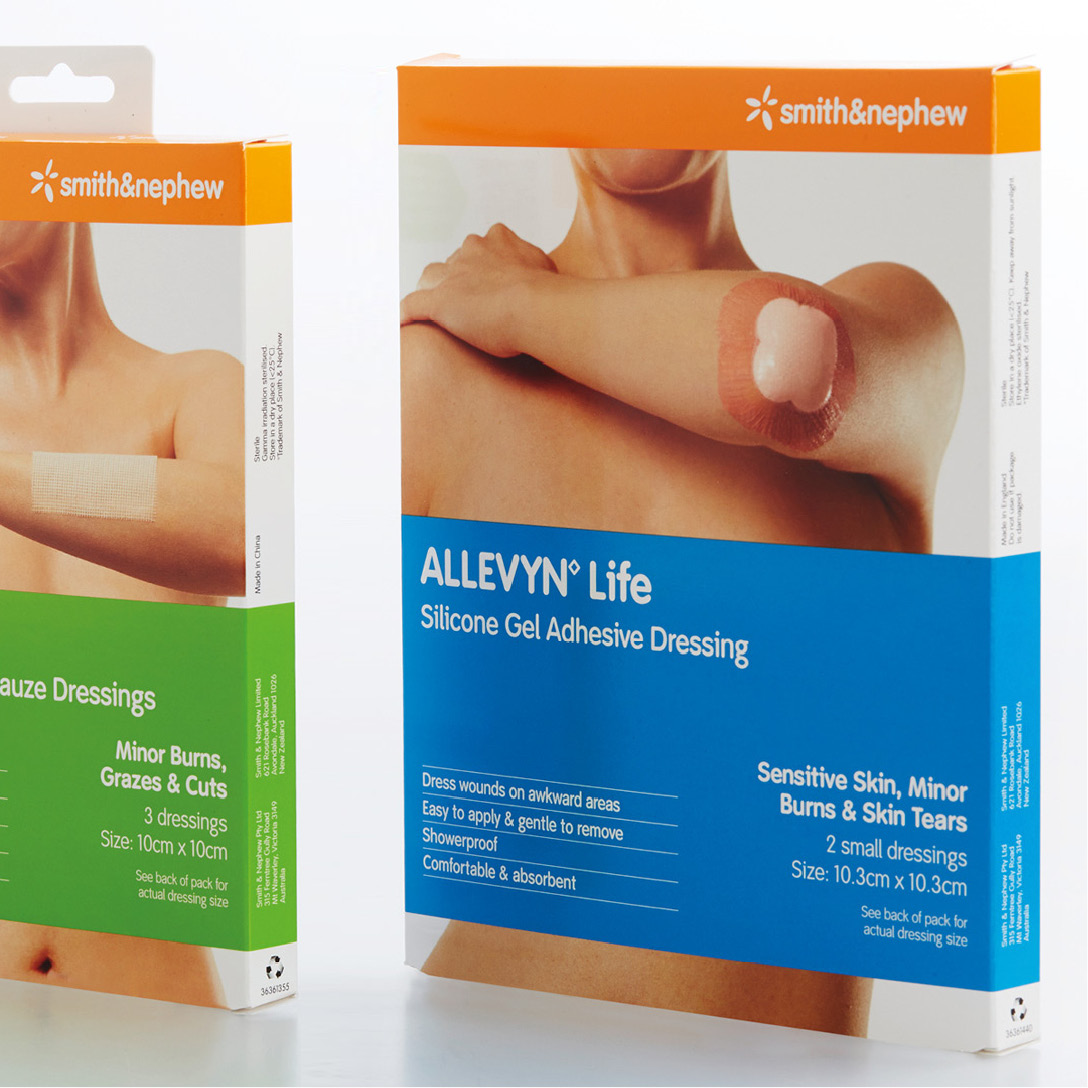 smith&nephew
auze Dressings
Minor Burns,
Grazes & Cuts
3 dressings
Size: 10cm x 10cm
See back of pack for
actual dressing size
Sterile
Gamma irradiation sterilised.
Store in a dry place (<25°C).
*Trademark of Smith & Nephew
Made in China
Smith & Nephew Limited
621 Rosebank Road
Avondale, Auckland 1026
New Zealand
Smith & Nephew Pty Ltd
315 Ferntree Gully Road
Mt Waverley, Victoria 3149
Australia
36361355
smith&nephew
ALLEVYN◊ Life
Silicone Gel Adhesive Dressing
Dress wounds on awkward areas
Easy to apply & gentle to remove
Showerproof
Comfortable & absorbent
Sensitive Skin, Minor
Burns & Skin Tears
2 small dressings
Size: 10.3cm x 10.3cm
See back of pack for
actual dressing size
Sterile
Store in a dry place (<25°C). Keep away from sunlight
Ethylene oxide sterilised.
*Trademark of Smith & Nephew
Made in England
Do not use if package
is damaged
Smith & Nephew Limited
621 Rosebank Road
Avondale, Auckland 1026
New Zealand
Smith & Nephew Pty Ltd
315 Ferntree Gully Road
Mt Waverley, Victoria 3149
Australia
36361440